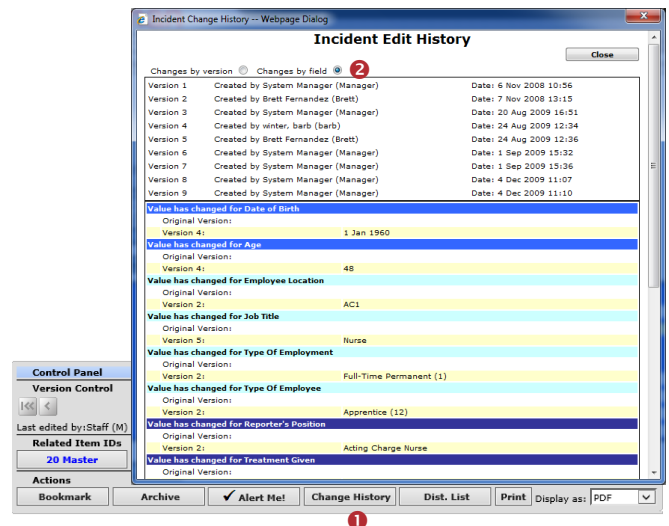 Incident Change History -- Webpage Dialog
Incident Edit History
Close
Changes by version Changes by field 2
Version 1 Created by System Manager (Manager) Date: 6 Nov 2008 10:56
Version 2 Created by Brett Fernandez (Brett) Date: 7 Nov 2008 13:15
Version 3 Created by System Manager (Manager) Date: 20 Aug 2009 16:51
Version 4 Created by winter, barb (barb) Date: 24 Aug 2009 12:34
Version 5 Created by Brett Fernandez (Brett) Date: 24 Aug 2009 12:36
Version 6 Created by System Manager (Manager) Date: 1 Sep 2009 15:32
Version 7 Created by System Manager (Manager) Date: 1 Sep 2009 15:36
Version 8 Created by System Manager (Manager) Date: 4 Dec 2009 11:07
Version 9 Created by System Manager (Manager) Date: 4 Dec 2009 11:10
Value has changed for Date of Birth
Original Version:
Version 4: 1 Jan 1960
Value has changed for Age
Original Version:
Version 4: 48
Value has changed for Employee Location
Original Version:
Version 2: AC1
Value has changed for Job Title
Original Version:
Version 5: Nurse
Value has changed for Type Of Employment
Original Version:
Version 2: Full-Time Permanent (1)
Value has changed for Type Of Employee
Original Version:
Version 2: Apprentice (12)
Value has changed for Reporter's Position
Original Version:
Version 2: Acting Charge Nurse
Value has changed for Treatment Given
Original Version:
Control Panel
Version Control
Last edited by:Staff (M)
Related Item IDs
20 Master
Actions
Bookmark Archive ✓ Alert Me! Change History Dist. List Print Display as: PDF
1